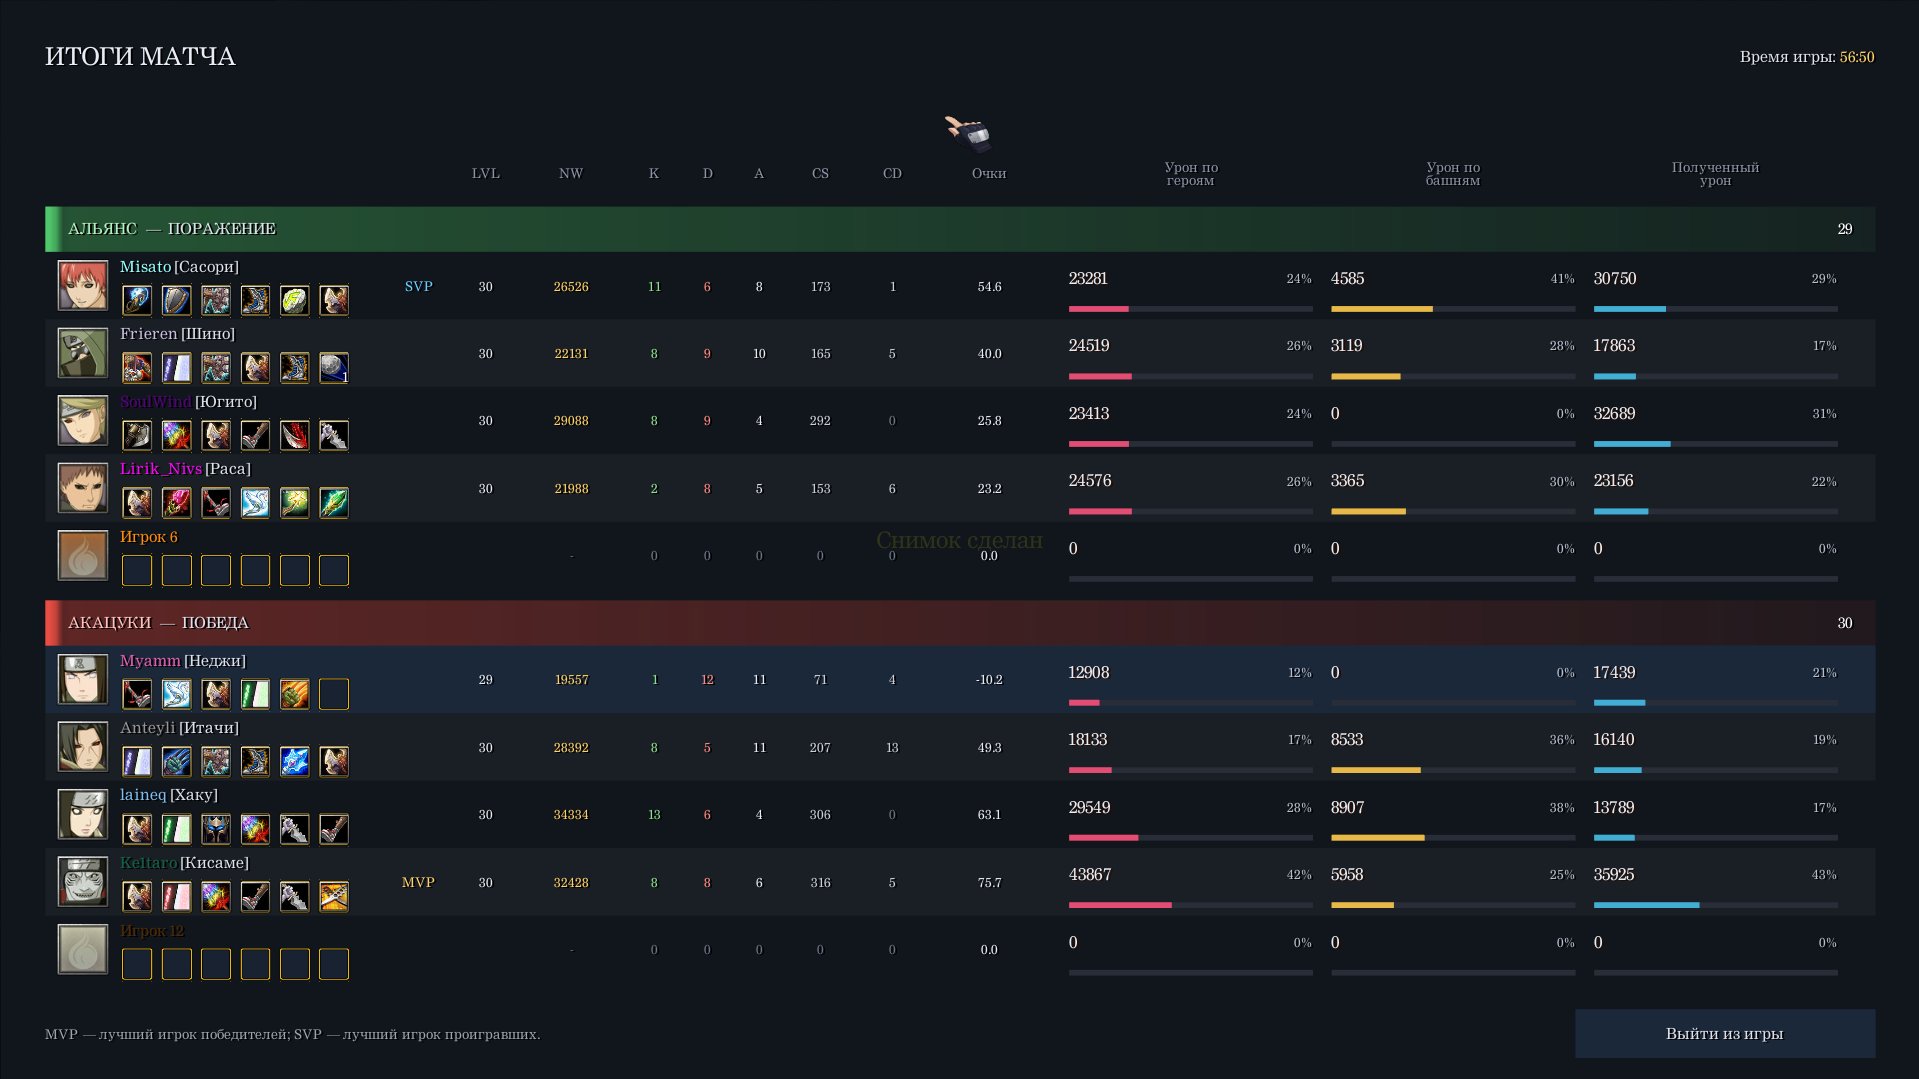 ИТОГИ МАТЧА
Время игры: 56:50
LVL NW K D A CS CD Очки Урон по героям Урон по башням Полученный урон
АЛЬЯНС — ПОРАЖЕНИЕ 29
Misato [Сасори]
SVP 30 26526 11 6 8 173 1 54.6 23281 24% 4585 41% 30750 29%
Frieren [Шино]
1
30 22131 8 9 10 165 5 40.0 24519 26% 3119 28% 17863 17%
SoulWind [Югито]
30 29088 8 9 4 292 0 25.8 23413 24% 0 0% 32689 31%
Lirik_Nivs [Раса]
30 21988 2 8 5 153 6 23.2 24576 26% 3365 30% 23156 22%
Игрок 6
Снимок сделан
- 0 0 0 0 0 0.0 0 0% 0 0% 0 0%
АКАЦУКИ — ПОБЕДА 30
Myamm [Неджи]
29 19557 1 12 11 71 4 -10.2 12908 12% 0 0% 17439 21%
Anteyli [Итачи]
30 28392 8 5 11 207 13 49.3 18133 17% 8533 36% 16140 19%
laineq [Хаку]
30 34334 13 6 4 306 0 63.1 29549 28% 8907 38% 13789 17%
Ke1taro [Кисаме]
MVP 30 32428 8 8 6 316 5 75.7 43867 42% 5958 25% 35925 43%
Игрок 12
- 0 0 0 0 0 0.0 0 0% 0 0% 0 0%
MVP — лучший игрок победителей; SVP — лучший игрок проигравших.
Выйти из игры